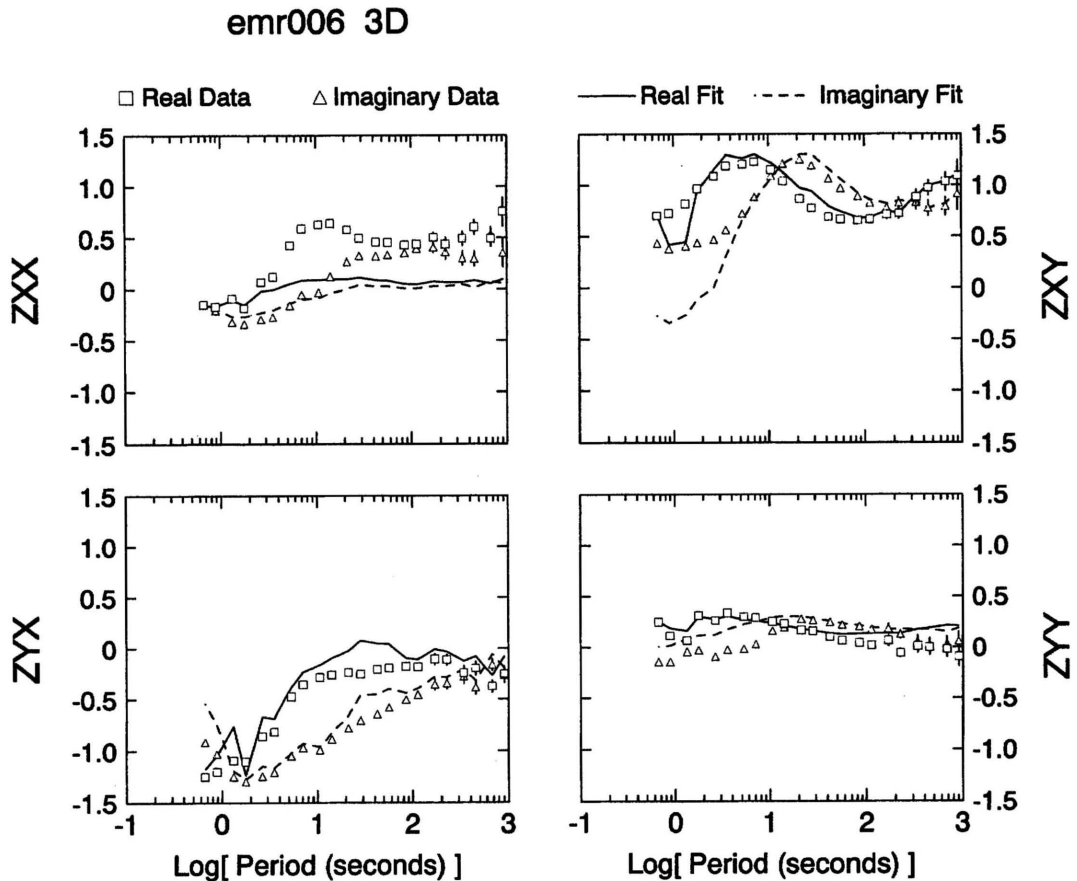 emr006 3D
Real Data Imaginary Data Real Fit Imaginary Fit
1.5 1.5
1.0 1.0
0.5 0.5
ZXX 0 0 ZXY
-0.5 -0.5
-1.0 -1.0
-1.5 -1.5
1.5 1.5
1.0 1.0
0.5 0.5
ZYX 0 0 ZYY
-0.5 -0.5
-1.0 -1.0
-1.5 -1.5
-1 0 1 2 3 -1 0 1 2 3
Log[ Period (seconds) ] Log[ Period (seconds) ]